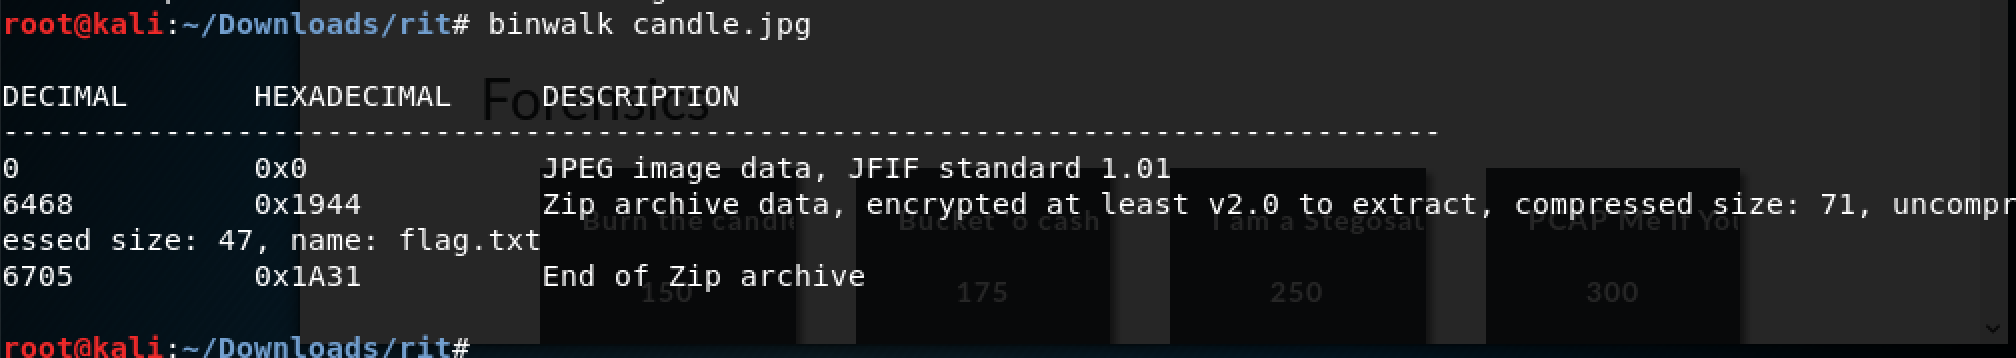 root@kali:~/Downloads/rit# binwalk candle.jpg
Forensics
DECIMAL HEXADECIMAL DESCRIPTION
--------------------------------------------------------------------------------
0 0x0 JPEG image data, JFIF standard 1.01
6468 0x1944 Zip archive data, encrypted at least v2.0 to extract, compressed size: 71, uncompr
Burn the candle Bucket 'o cash I am a Stegosau PCAP Me If You
essed size: 47, name: flag.txt
6705 0x1A31 End of Zip archive
150 175 250 300
root@kali:~/Downloads/rit#